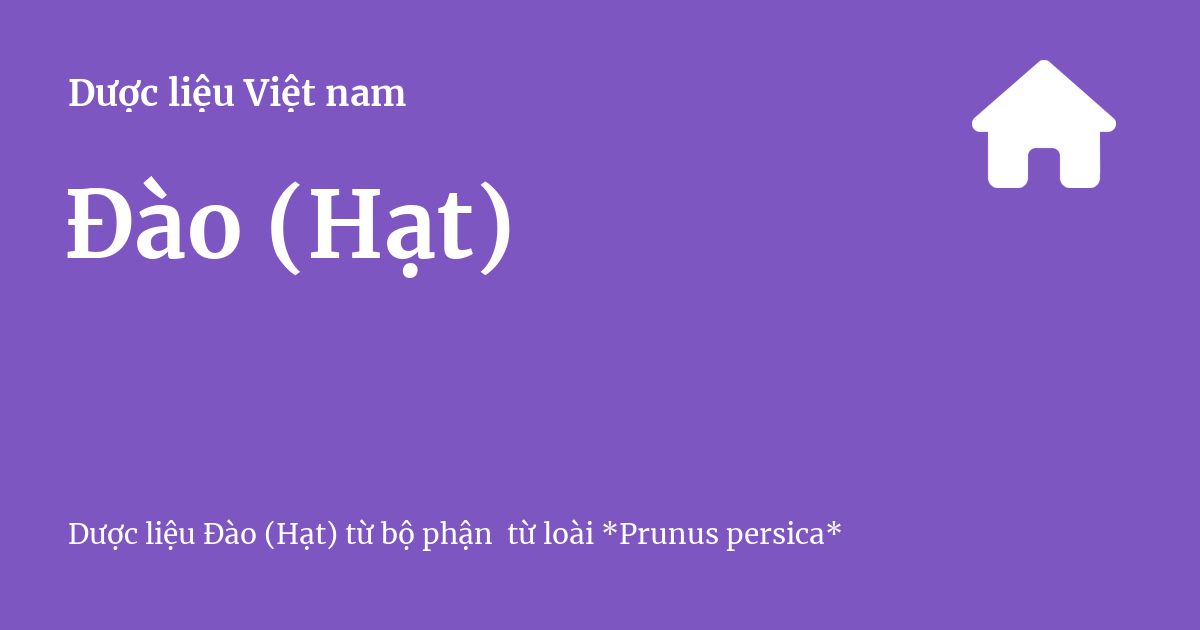 Dược liệu Việt nam
Đào (Hạt)
Dược liệu Đào (Hạt) từ bộ phận  từ loài *Prunus persica*